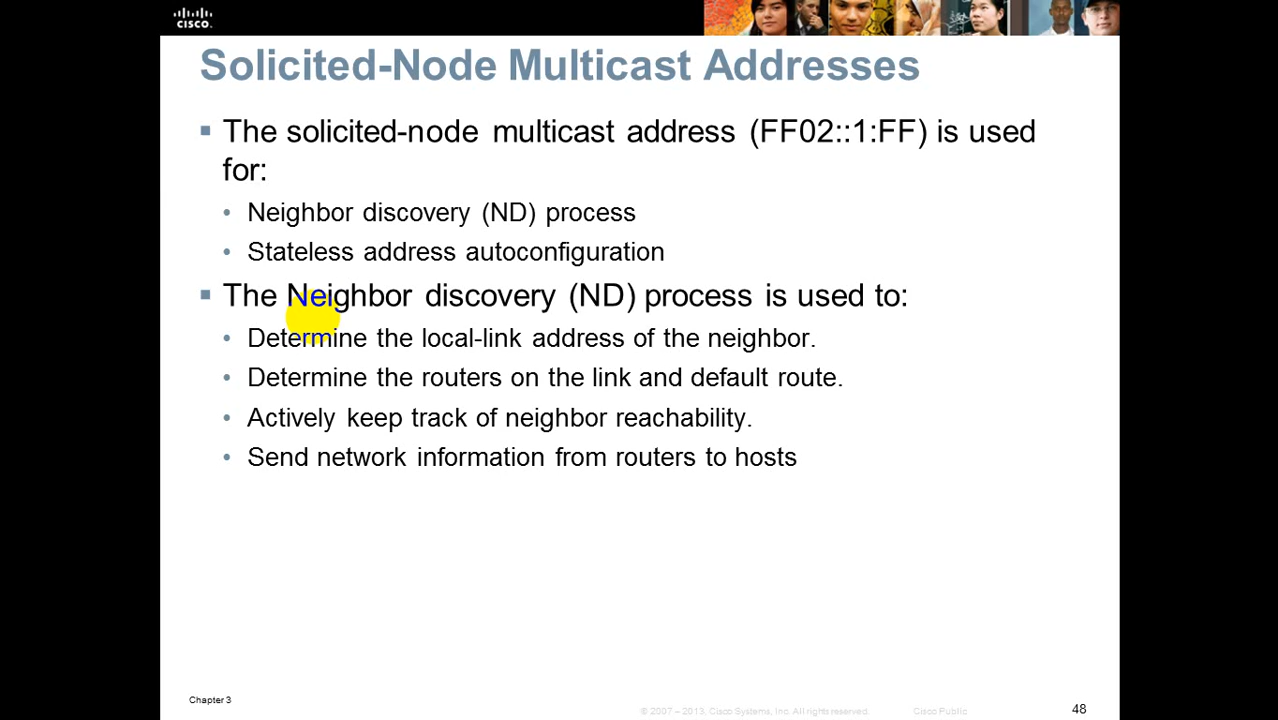 CISCO
Solicited-Node Multicast Addresses
▪ The solicited-node multicast address (FF02::1:FF) is used
for:
• Neighbor discovery (ND) process
• Stateless address autoconfiguration
▪ The Neighbor discovery (ND) process is used to:
• Determine the local-link address of the neighbor.
• Determine the routers on the link and default route.
• Actively keep track of neighbor reachability.
• Send network information from routers to hosts
Chapter 3
© 2007 – 2013, Cisco Systems, Inc. All rights reserved.
Cisco Public
48